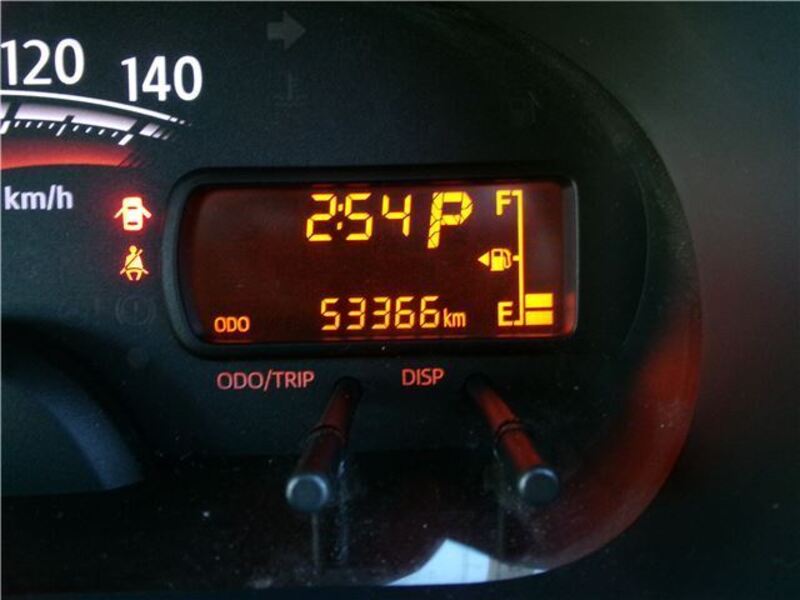 120 140
km/h
2:54 P F
ODO 53366 km E
ODO/TRIP DISP